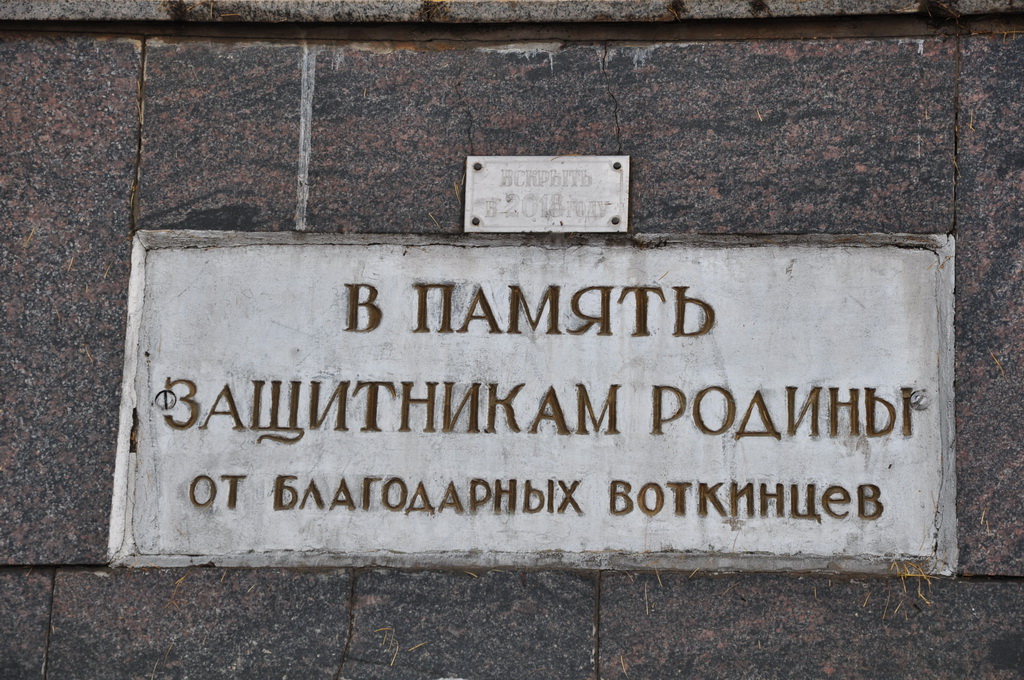 ВСКРЫТЬ
В 2018 ГОДУ
В ПАМЯТЬ
ЗАЩИТНИКАМ РОДИНЫ
ОТ БЛАГОДАРНЫХ ВОТКИНЦЕВ